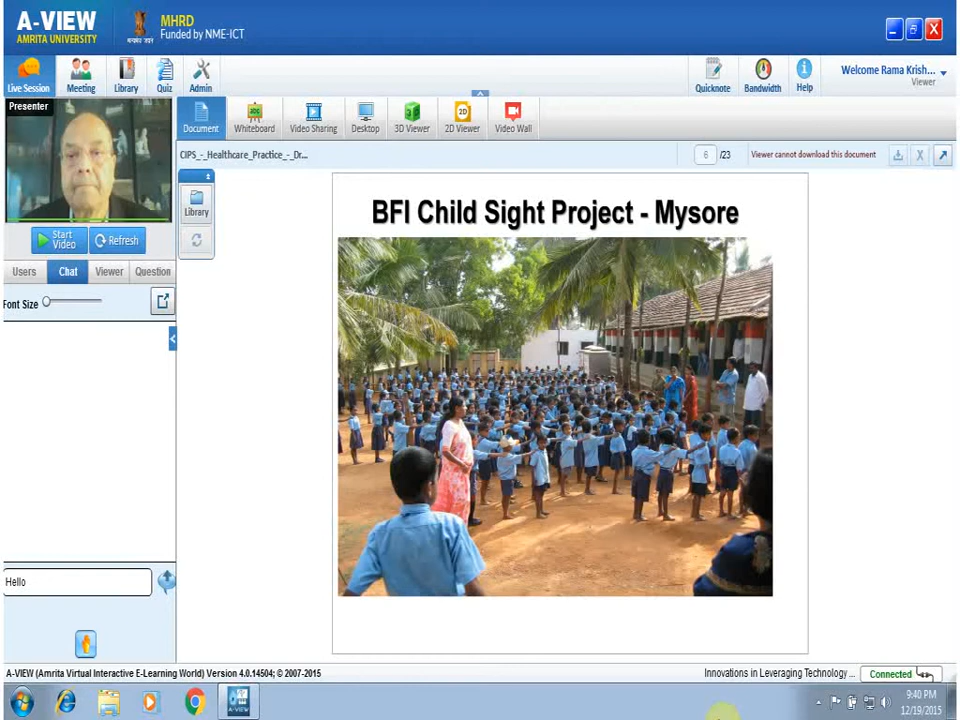 A-VIEW
AMRITA UNIVERSITY
MHRD
Funded by NME-ICT
Live Session
Meeting
Library
Quiz
Admin
Quicknote
Bandwidth
Help
Welcome Rama Krish...
Viewer
Presenter
Document
Whiteboard
Video Sharing
Desktop
3D Viewer
2D Viewer
Video Wall
CIPS_-_Healthcare_Practice_-_Dr...
6 /23
Viewer cannot download this document
Library
Start Video
Refresh
Users
Chat
Viewer
Question
Font Size
BFI Child Sight Project - Mysore
Hello
A-VIEW (Amrita Virtual Interactive E-Learning World) Version 4.0.14504; © 2007-2015
Innovations in Leveraging Technology ...
Connected
9:40 PM
12/19/2015